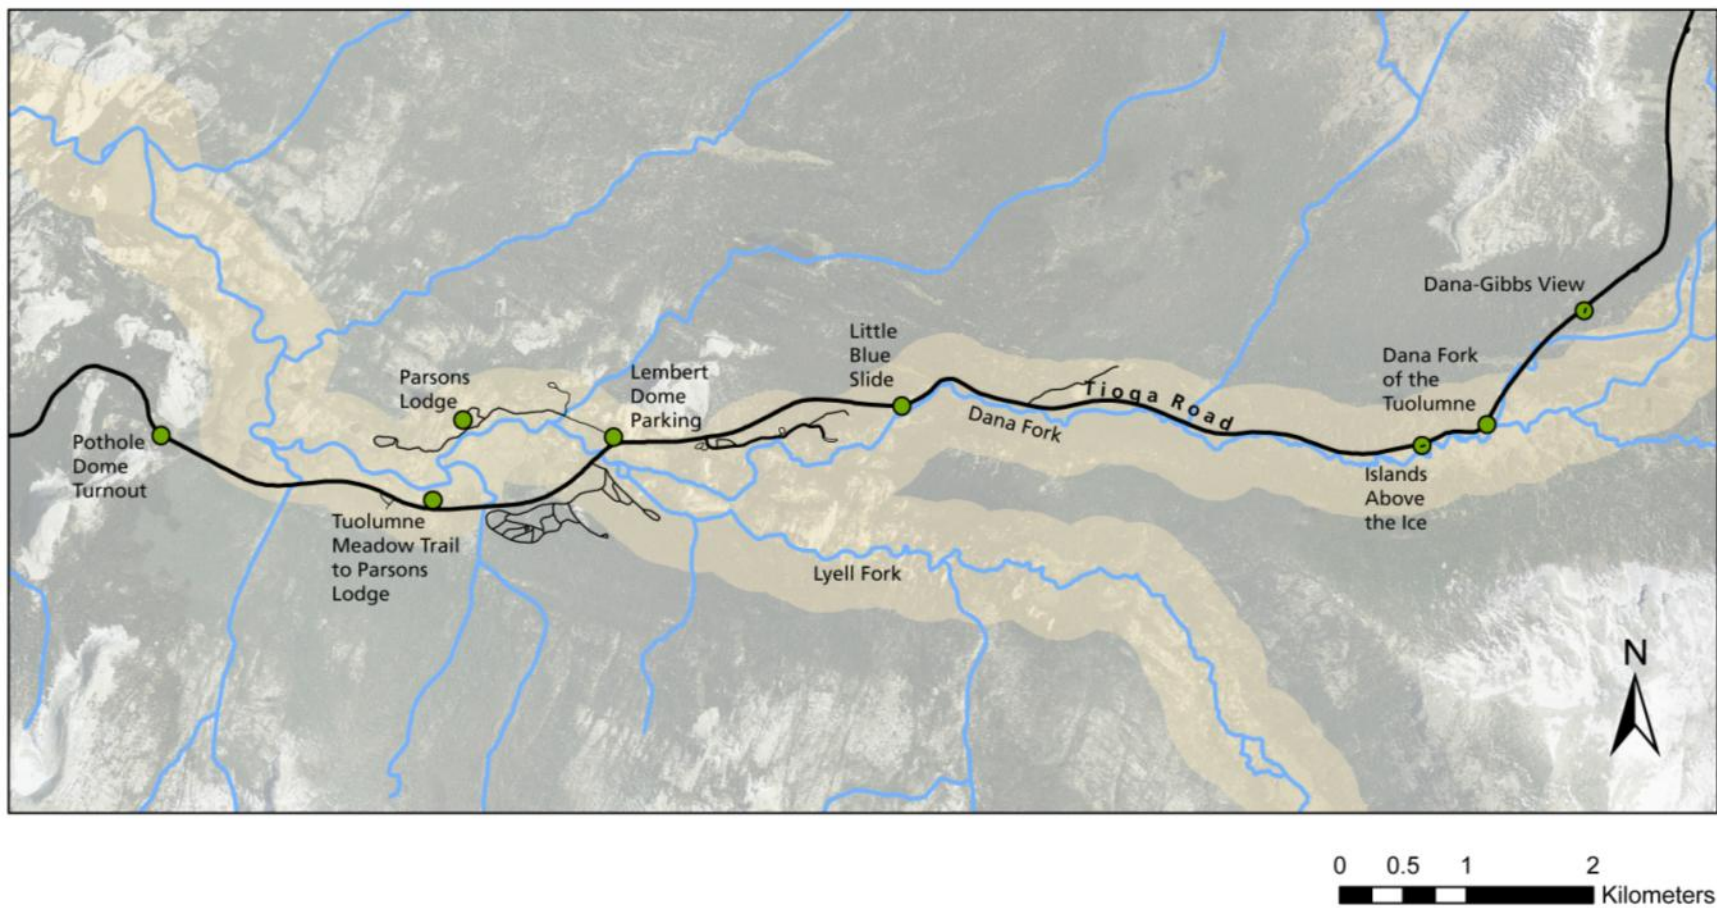 Dana-Gibbs View
Little
Blue
Slide
Dana Fork
of the
Tuolumne
Lembert
Dome
Parking
Parsons
Lodge
Tioga Road
Dana Fork
Pothole
Dome
Turnout
Islands
Above
the Ice
Tuolumne
Meadow Trail
to Parsons
Lodge
Lyell Fork
N
0 0.5 1 2
Kilometers